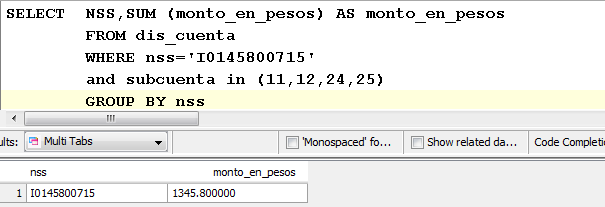 SELECT NSS,SUM (monto_en_pesos) AS monto_en_pesos
FROM dis_cuenta
WHERE nss='I0145800715'
and subcuenta in (11,12,24,25)
GROUP BY nss
ults: Multi Tabs 'Monospaced' fo... Show related da... Code Completi
nss monto_en_pesos
1 I0145800715 1345.800000